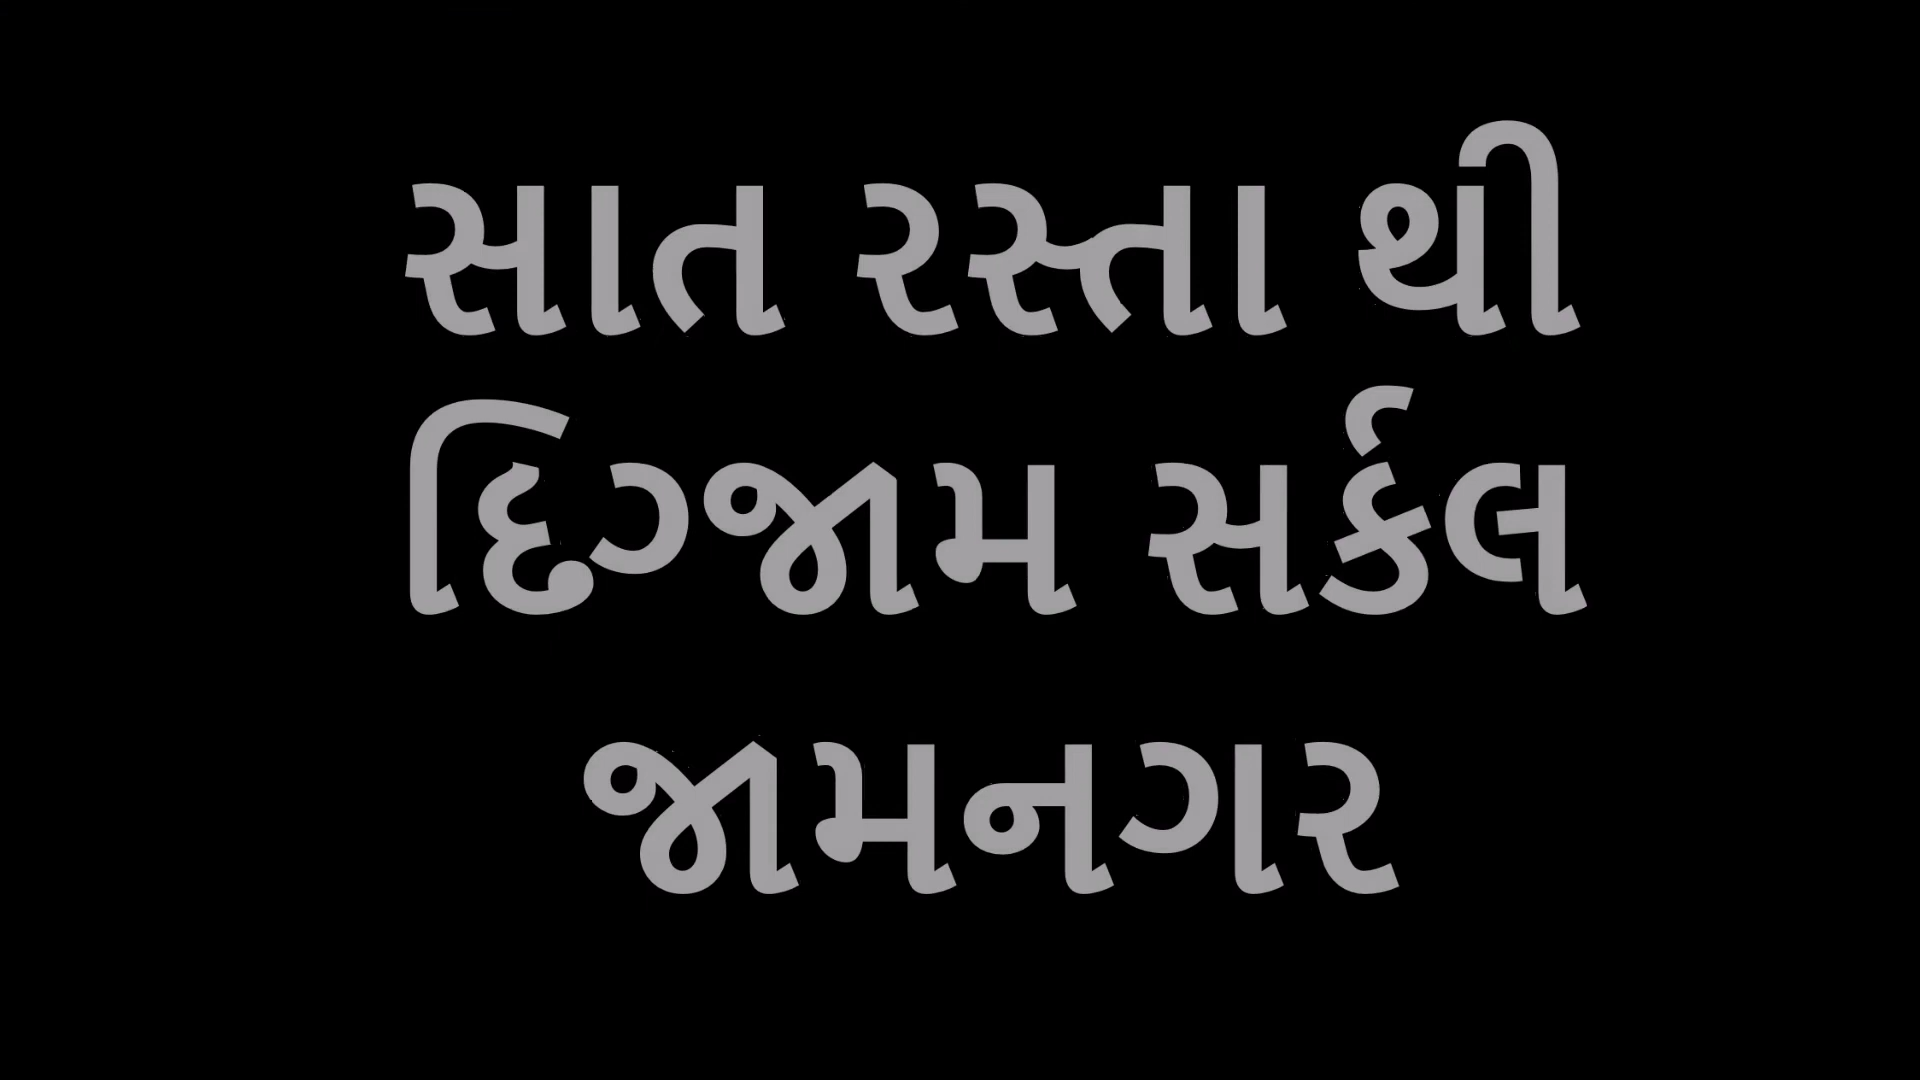 સાત રસ્તા થી
દિગ્જામ સર્કલ
જામનગર